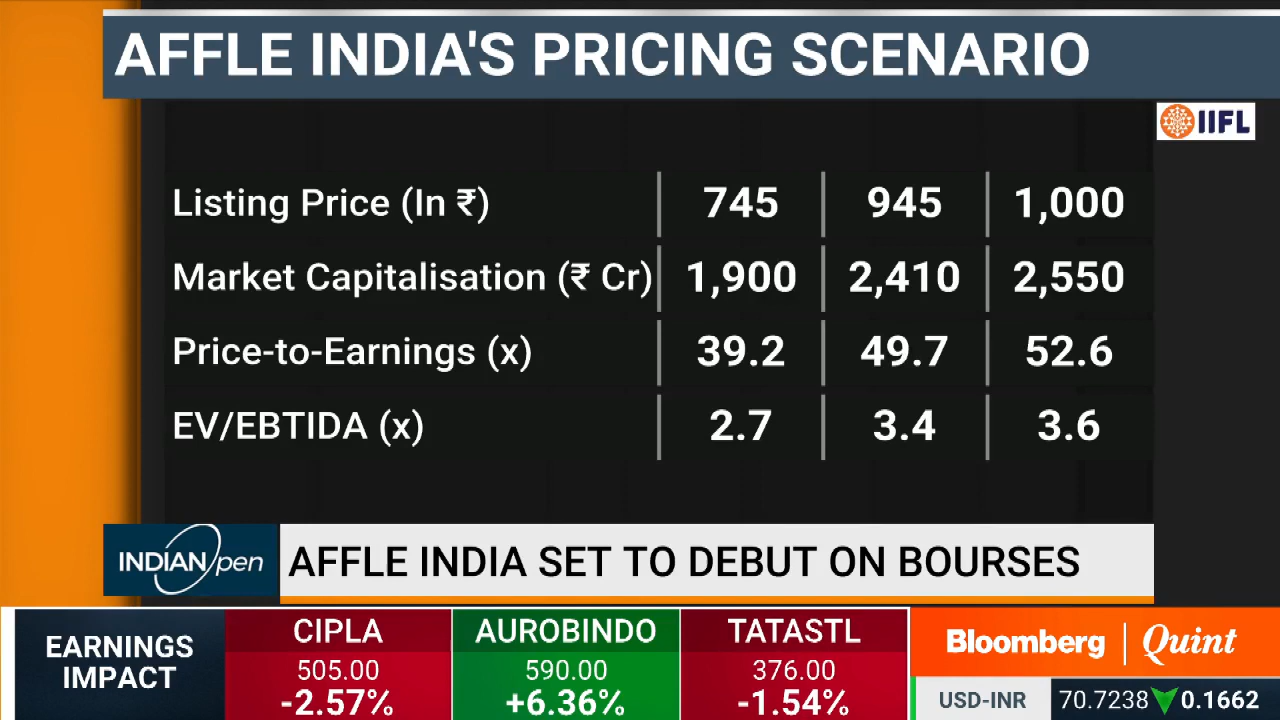 AFFLE INDIA'S PRICING SCENARIO
IIFL
Listing Price (In ₹) 745 945 1,000
Market Capitalisation (₹ Cr) 1,900 2,410 2,550
Price-to-Earnings (x) 39.2 49.7 52.6
EV/EBTIDA (x) 2.7 3.4 3.6
INDIAN Open AFFLE INDIA SET TO DEBUT ON BOURSES
EARNINGS IMPACT
CIPLA
505.00
-2.57%
AUROBINDO
590.00
+6.36%
TATASTL
376.00
-1.54%
Bloomberg | Quint
USD-INR 70.7238 0.1662